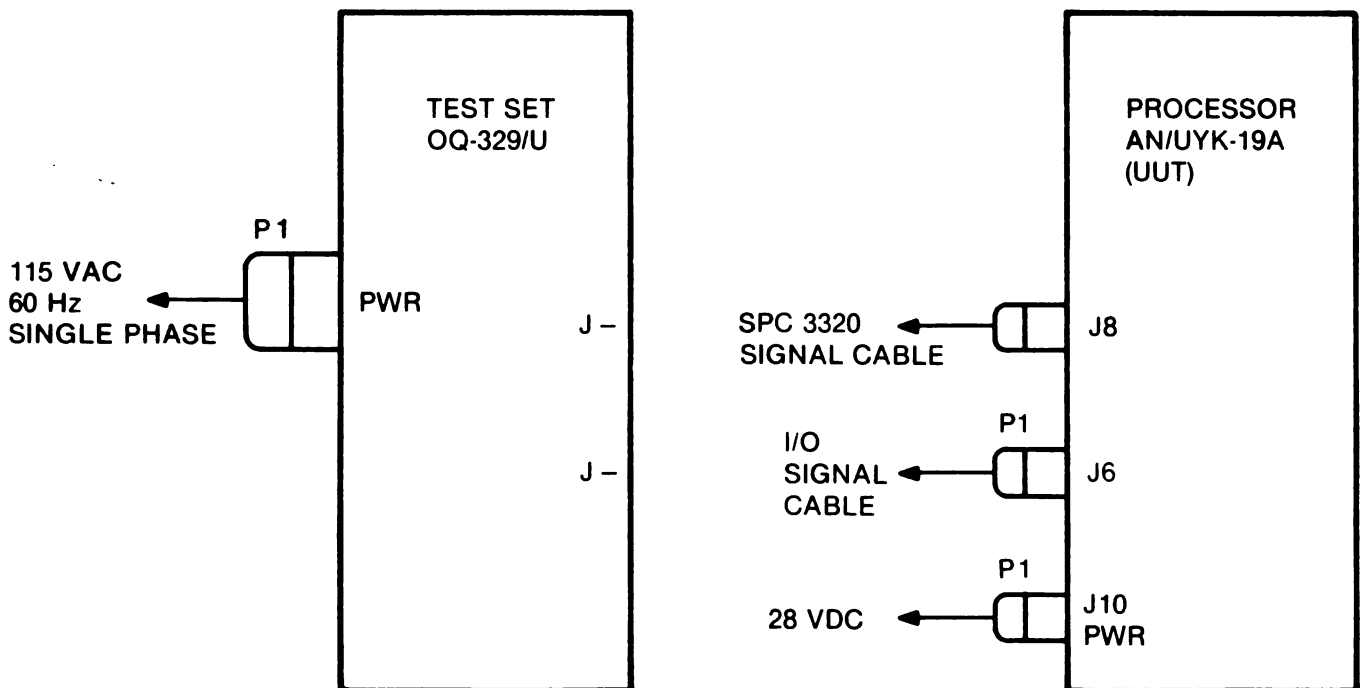 TEST SET
OQ-329/U
P1
115 VAC
60 Hz
SINGLE PHASE
PWR
J –
J –
PROCESSOR
AN/UYK-19A
(UUT)
SPC 3320
SIGNAL CABLE
J8
P1
I/O
SIGNAL
CABLE
J6
P1
28 VDC
J10
PWR